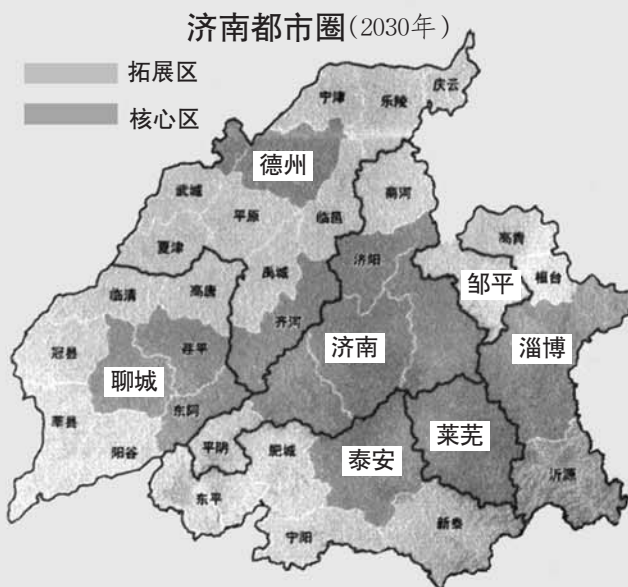 济南都市圈(2030年)
拓展区
核心区
宁津
乐陵
庆云
德州
武城
平原
临邑
商河
夏津
禹城
济阳
高青
邹平
桓台
临清
高唐
齐河
冠县
茌平
济南
淄博
聊城
莘县
东阿
阳谷
平阴
肥城
泰安
莱芜
沂源
东平
宁阳
新泰